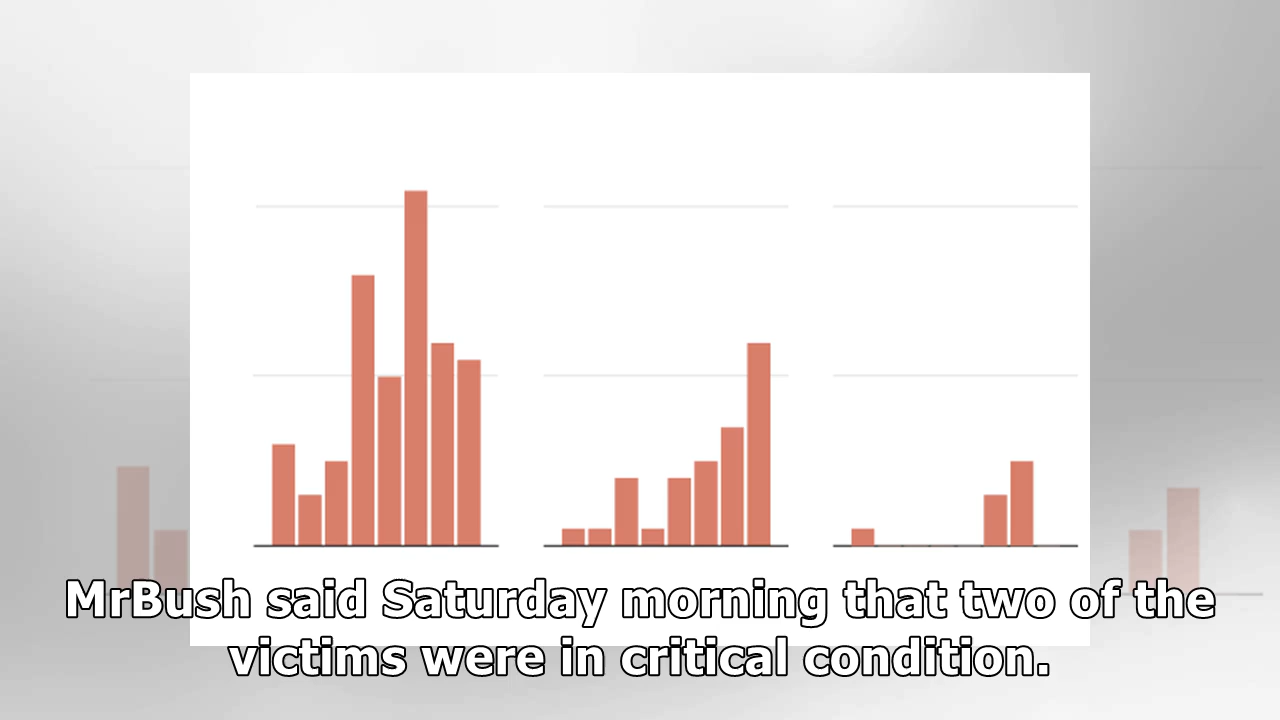 MrBush said Saturday morning that two of the
victims were in critical condition.